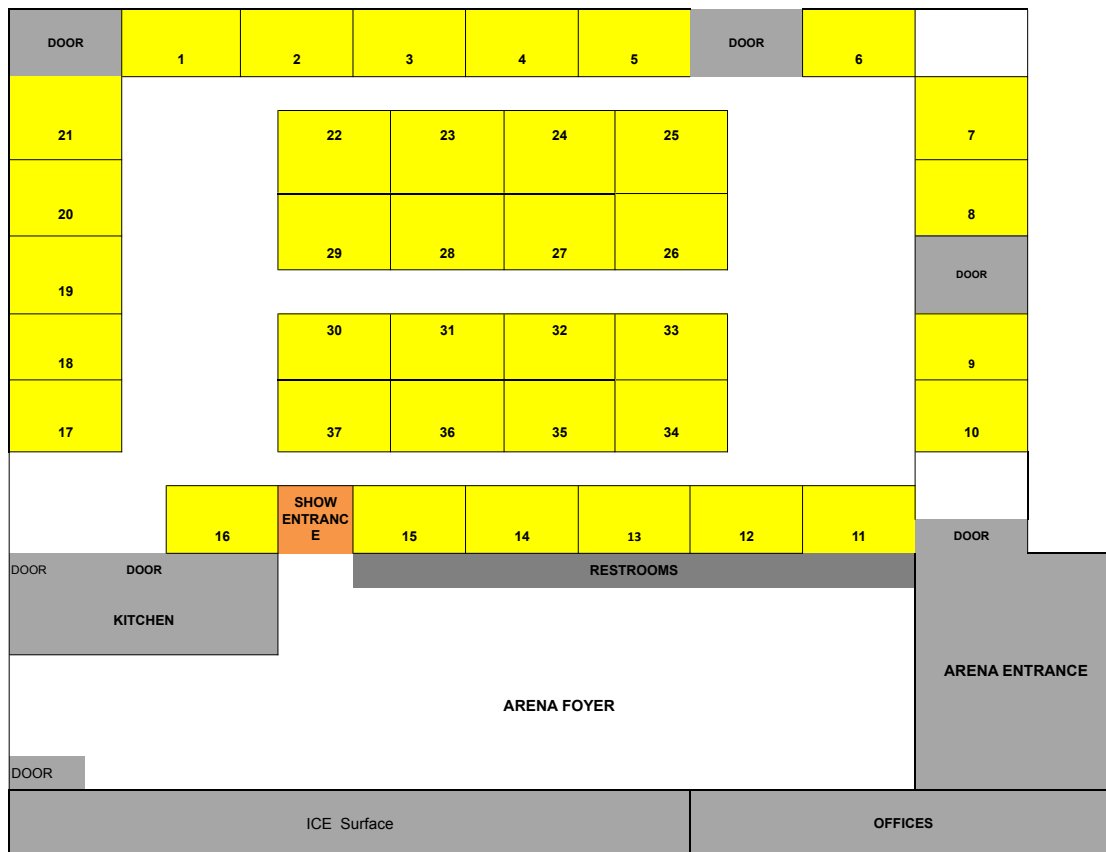 DOOR
1
2
3
4
5
DOOR
6
21
22
23
24
25
7
20
8
29
28
27
26
DOOR
19
30
31
32
33
18
9
17
37
36
35
34
10
SHOW
ENTRANC
E
16
15
14
13
12
11
DOOR
DOOR
DOOR
RESTROOMS
KITCHEN
ARENA ENTRANCE
ARENA FOYER
DOOR
ICE Surface
OFFICES